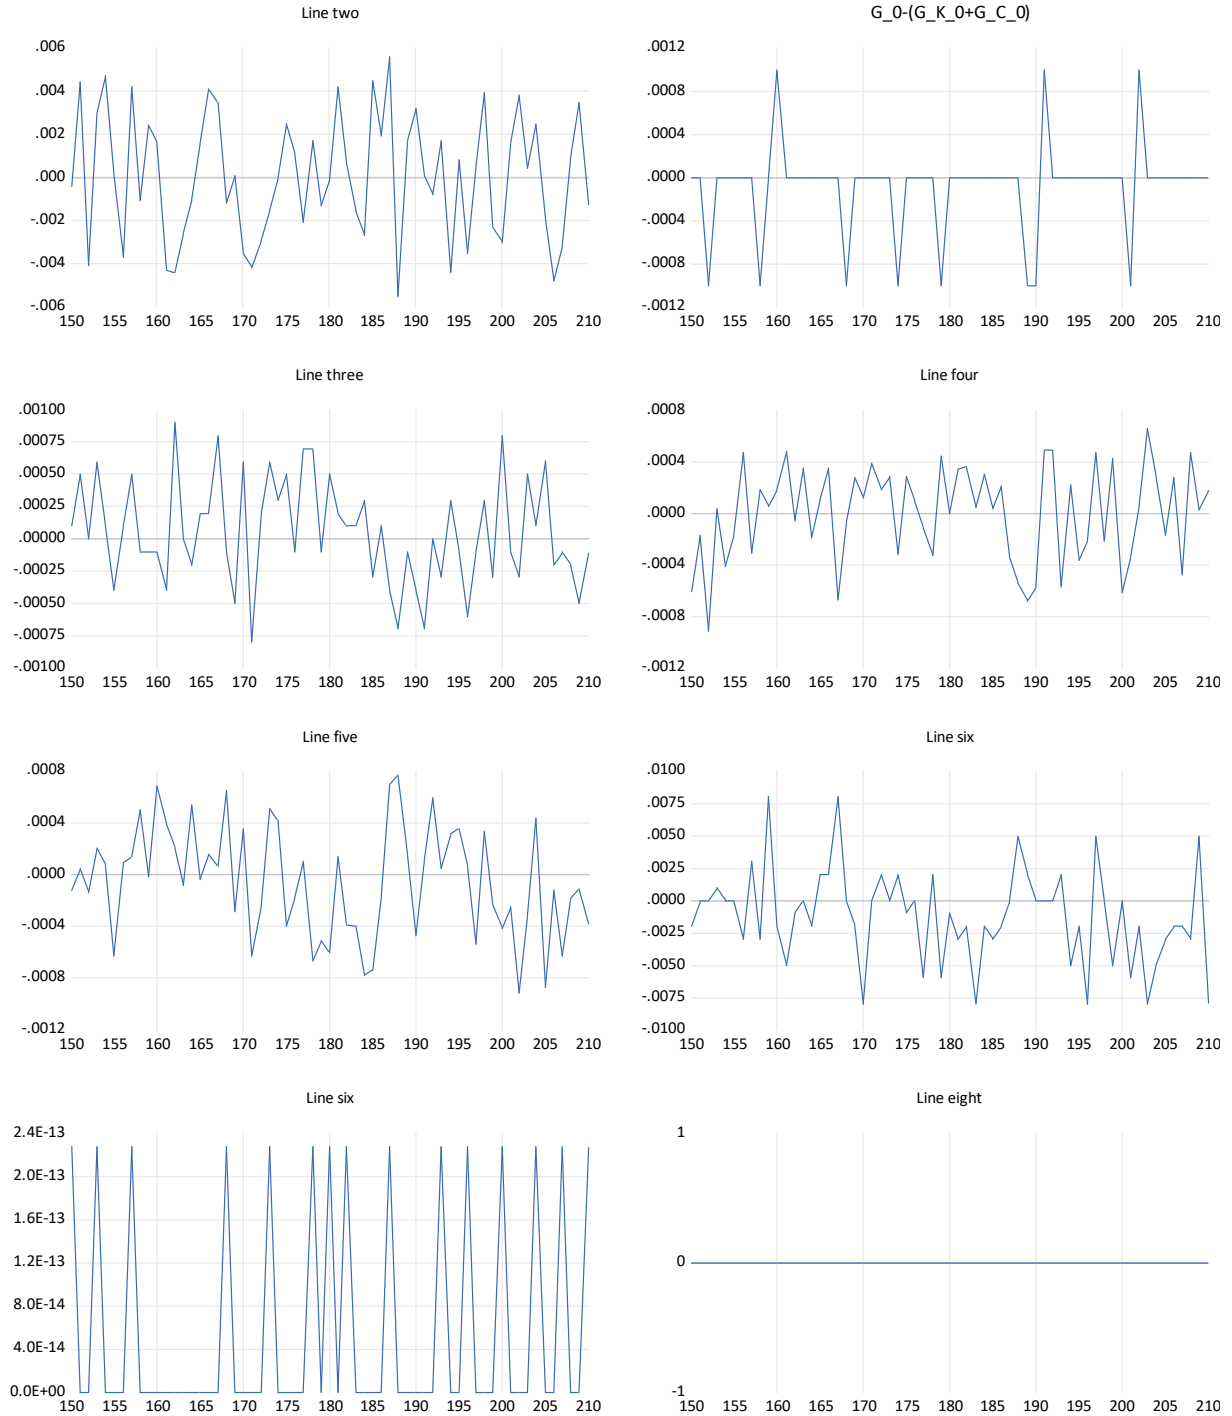 Line two
.006
.004
.002
.000
-.002
-.004
-.006
150 155 160 165 170 175 180 185 190 195 200 205 210
G_0-(G_K_0+G_C_0)
.0012
.0008
.0004
.0000
-.0004
-.0008
-.0012
150 155 160 165 170 175 180 185 190 195 200 205 210
Line three
.00100
.00075
.00050
.00025
.00000
-.00025
-.00050
-.00075
-.00100
150 155 160 165 170 175 180 185 190 195 200 205 210
Line four
.0008
.0004
.0000
-.0004
-.0008
-.0012
150 155 160 165 170 175 180 185 190 195 200 205 210
Line five
.0008
.0004
.0000
-.0004
-.0008
-.0012
150 155 160 165 170 175 180 185 190 195 200 205 210
Line six
.0100
.0075
.0050
.0025
.0000
-.0025
-.0050
-.0075
-.0100
150 155 160 165 170 175 180 185 190 195 200 205 210
Line six
2.4E-13
2.0E-13
1.6E-13
1.2E-13
8.0E-14
4.0E-14
0.0E+00
150 155 160 165 170 175 180 185 190 195 200 205 210
Line eight
1
0
-1
150 155 160 165 170 175 180 185 190 195 200 205 210